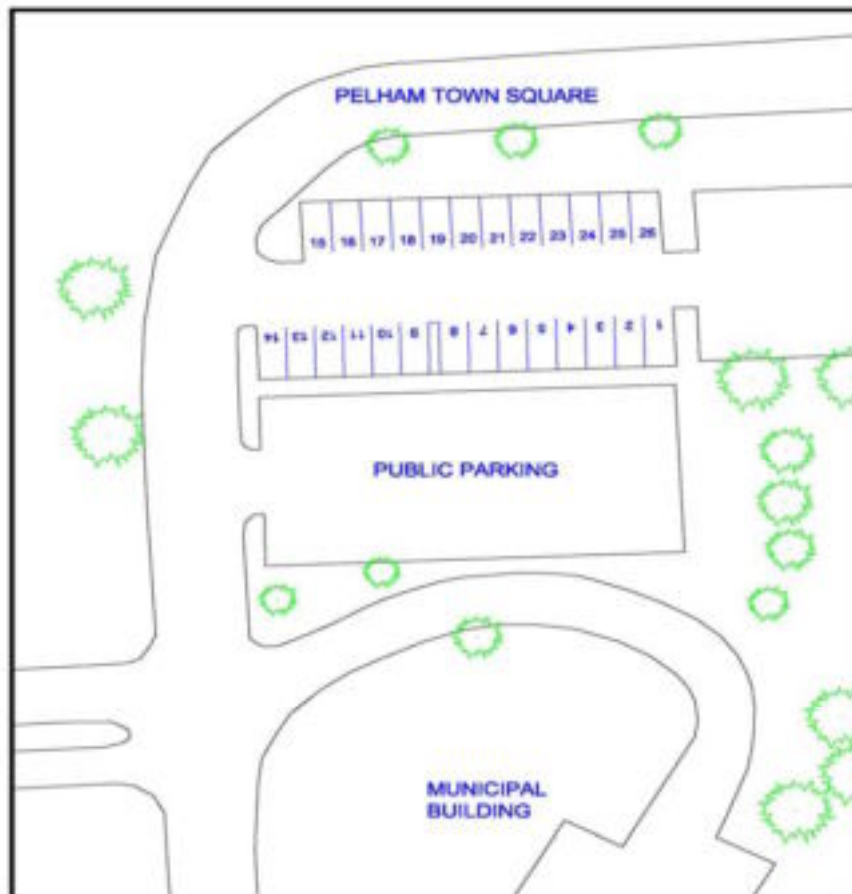 PELHAM TOWN SQUARE
15 16 17 18 19 20 21 22 23 24 25 26
14 13 12 11 10 9 8 7 6 5 4 3 2 1
PUBLIC PARKING
MUNICIPAL
BUILDING